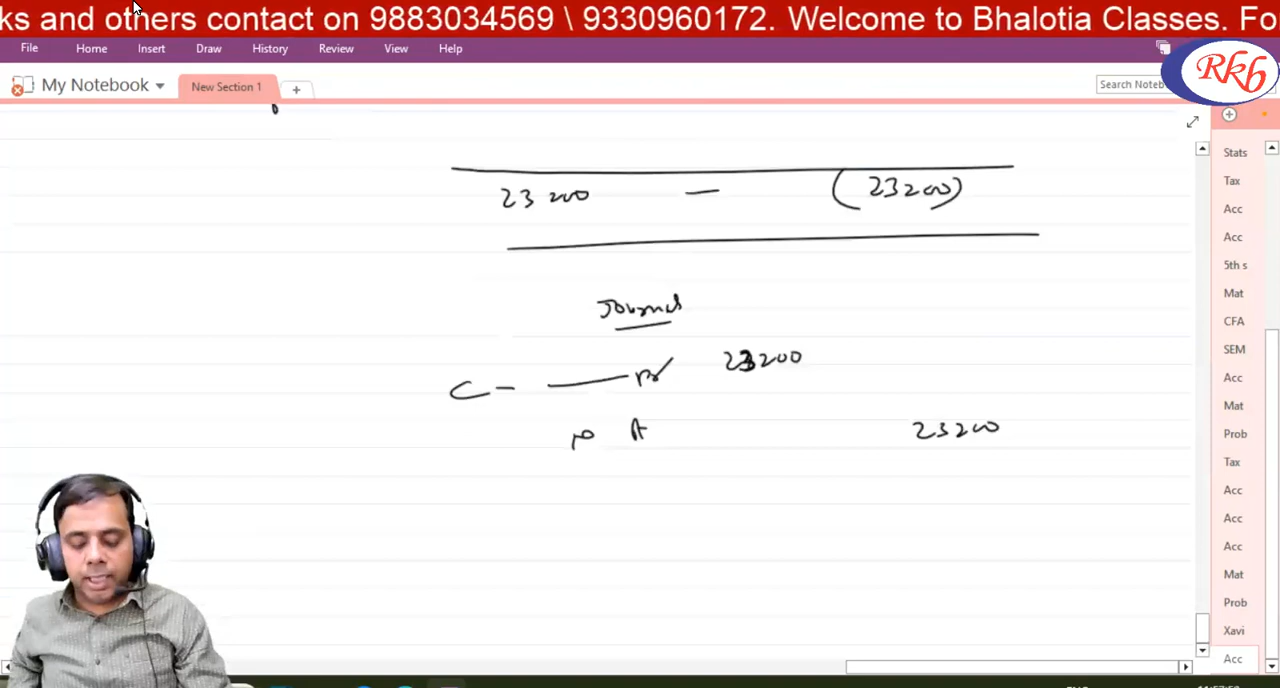 ks and others contact on 9883034569 \ 9330960172. Welcome to Bhalotia Classes. Fo
File Home Insert Draw History Review View Help
My Notebook New Section 1 + Search Noteb
Rkb
23200 — (23200)
Journal
C — Dr 23200
To A 23200
Stats
Tax
Acc
Acc
5th s
Mat
CFA
SEM
Acc
Mat
Prob
Tax
Acc
Acc
Acc
Mat
Prob
Xavi
Acc